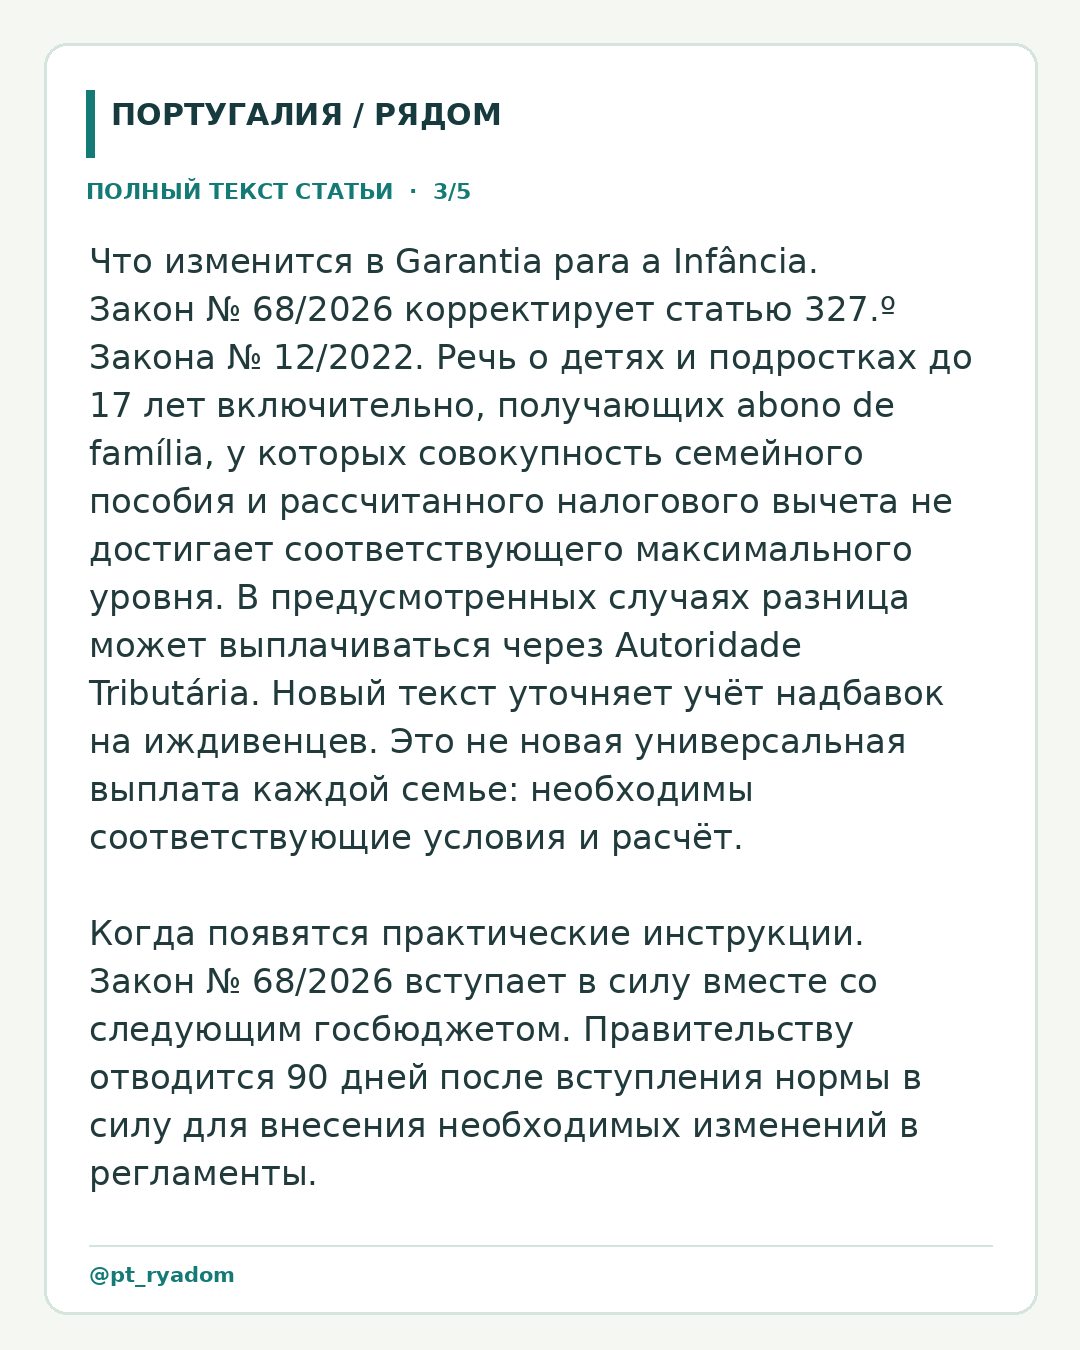 ПОРТУГАЛИЯ / РЯДОМ
ПОЛНЫЙ ТЕКСТ СТАТЬИ · 3/5
Что изменится в Garantia para a Infância.
Закон № 68/2026 корректирует статью 327.º
Закона № 12/2022. Речь о детях и подростках до
17 лет включительно, получающих abono de
família, у которых совокупность семейного
пособия и рассчитанного налогового вычета не
достигает соответствующего максимального
уровня. В предусмотренных случаях разница
может выплачиваться через Autoridade
Tributária. Новый текст уточняет учёт надбавок
на иждивенцев. Это не новая универсальная
выплата каждой семье: необходимы
соответствующие условия и расчёт.
Когда появятся практические инструкции.
Закон № 68/2026 вступает в силу вместе со
следующим госбюджетом. Правительству
отводится 90 дней после вступления нормы в
силу для внесения необходимых изменений в
регламенты.
@pt_ryadom